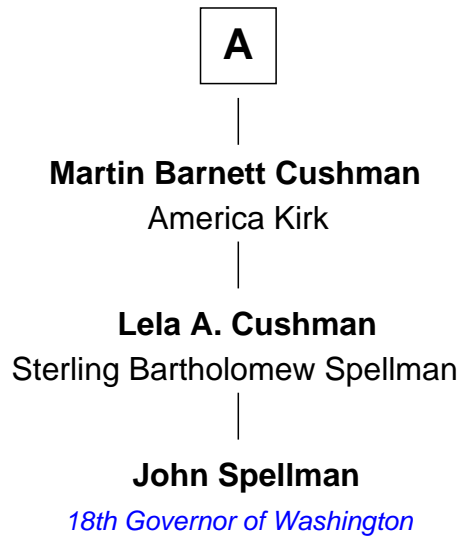 A
Martin Barnett Cushman
America Kirk
Lela A. Cushman
Sterling Bartholomew Spellman
John Spellman
18th Governor of Washington